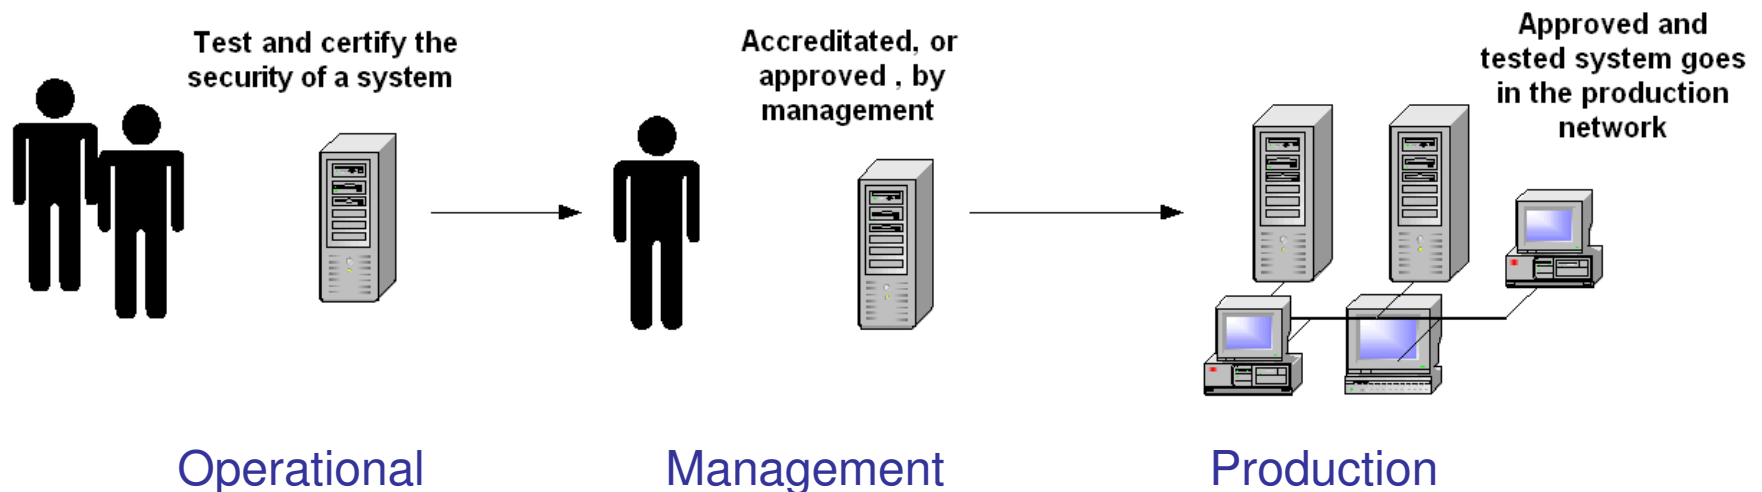 Test and certify the
security of a system
Accreditated, or
approved , by
management
Approved and
tested system goes
in the production
network
Operational
Management
Production